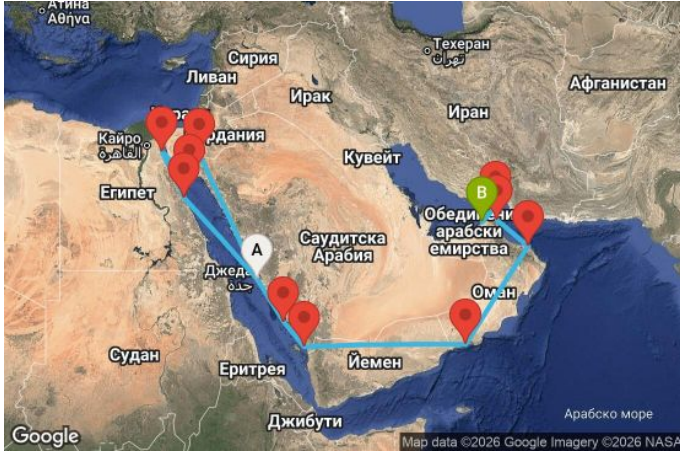 Атина
Αθήνα
Сирия
Ливан
Техеран
تهران
Афганистан
Ирак
Иран
Кайро
القاهرة
Кувейт
Египет
Саудитска
Арабия
Обединени
арабски
емирства
A
B
Джеда
جدة
Оман
Судан
Еритрея
Йемен
Джибути
Арабско море
Google
Map data ©2026 Google Imagery ©2026 NASA